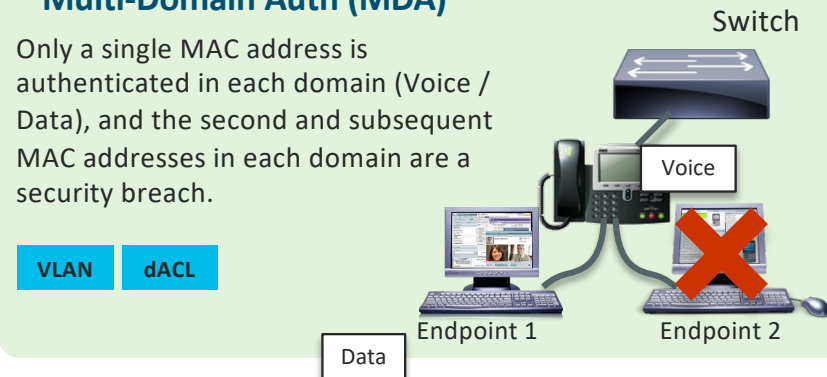 Multi-Domain Auth (MDA)
Only a single MAC address is
authenticated in each domain (Voice /
Data), and the second and subsequent
MAC addresses in each domain are a
security breach.
VLAN
dACL
Switch
Voice
Endpoint 1
Endpoint 2
Data